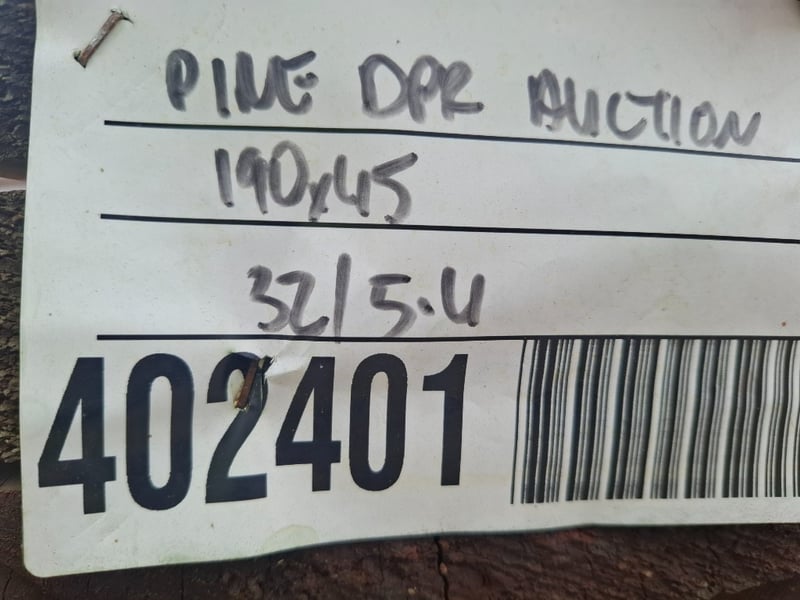 PINE DPR AUCTION
190x45
32/5.4
402401